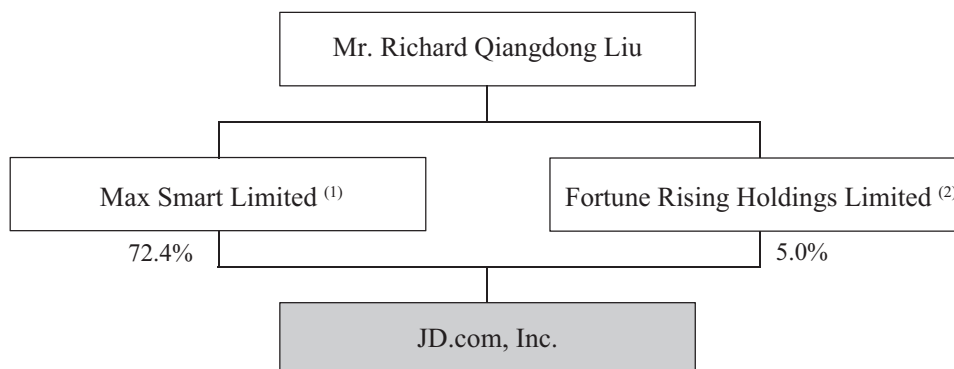 Mr. Richard Qiangdong Liu
Max Smart Limited (1)
Fortune Rising Holdings Limited (2)
72.4%
5.0%
JD.com, Inc.